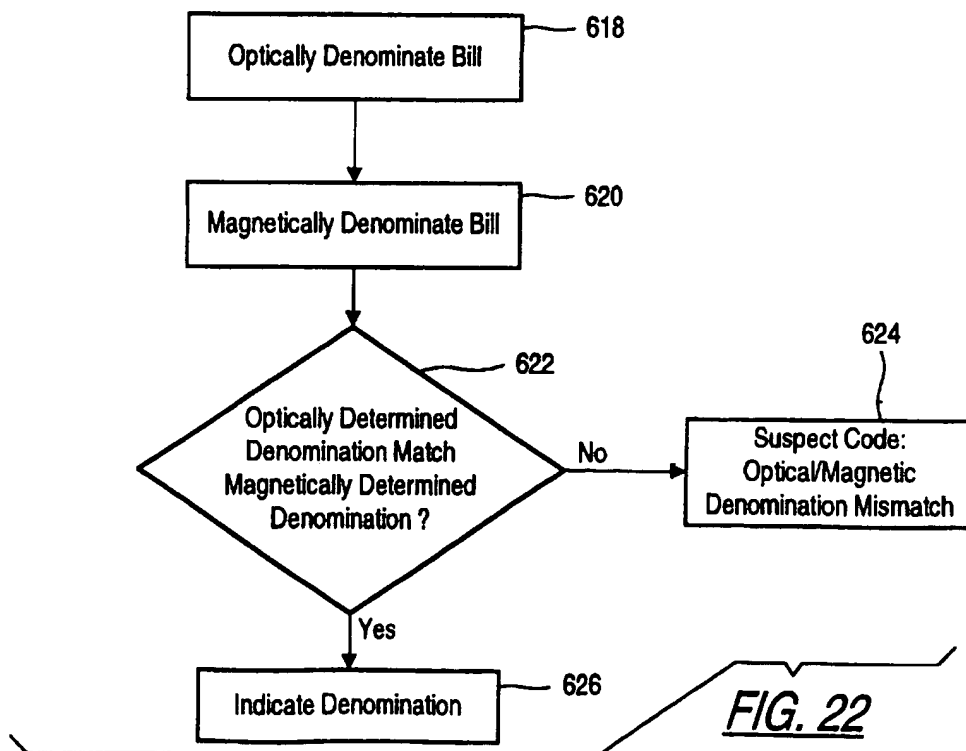 Optically Denominate Bill
618
Magnetically Denominate Bill
620
622
Optically Determined
Denomination Match
Magnetically Determined
Denomination ?
No
624
Suspect Code:
Optical/Magnetic
Denomination Mismatch
Yes
Indicate Denomination
626
FIG. 22